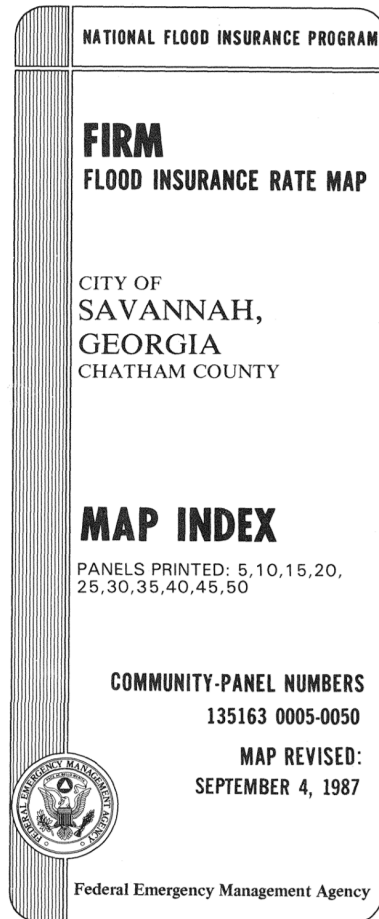 NATIONAL FLOOD INSURANCE PROGRAM
FIRM
FLOOD INSURANCE RATE MAP
CITY OF
SAVANNAH,
GEORGIA
CHATHAM COUNTY
MAP INDEX
PANELS PRINTED: 5,10,15,20,
25,30,35,40,45,50
COMMUNITY-PANEL NUMBERS
135163 0005-0050
MAP REVISED:
SEPTEMBER 4, 1987
FEDERAL EMERGENCY MANAGEMENT AGENCY
Federal Emergency Management Agency